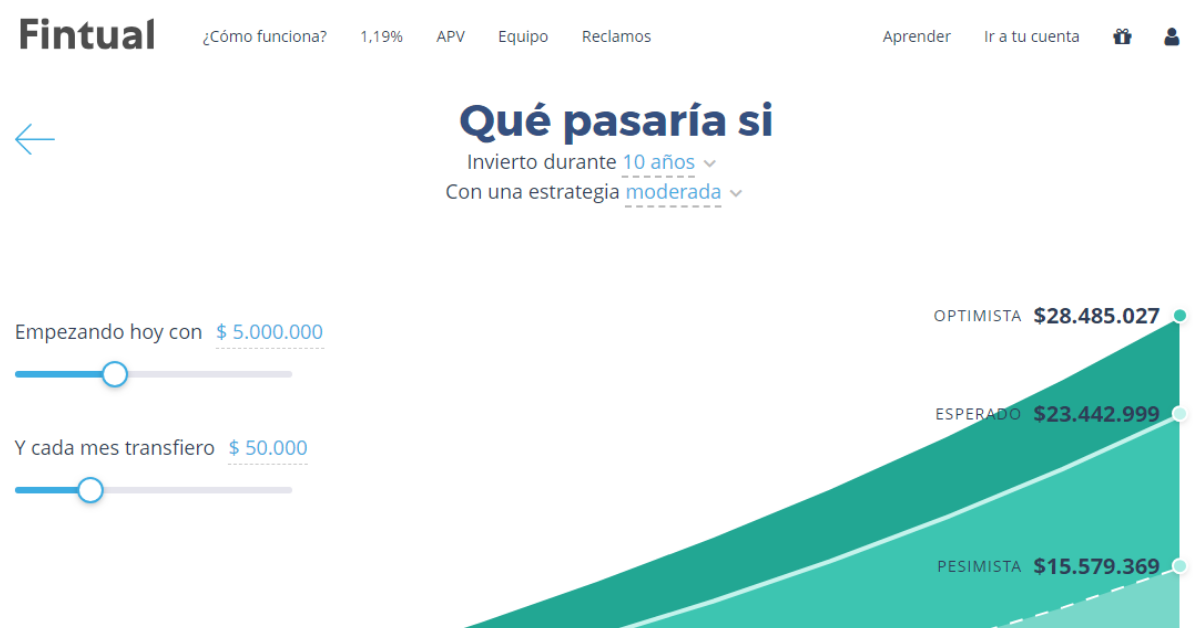 Fintual ¿Cómo funciona? 1,19% APV Equipo Reclamos Aprender Ir a tu cuenta
Qué pasaría si
Invierto durante 10 años
Con una estrategia moderada
Empezando hoy con $ 5.000.000
Y cada mes transfiero $ 50.000
OPTIMISTA $28.485.027
ESPERADO $23.442.999
PESIMISTA $15.579.369